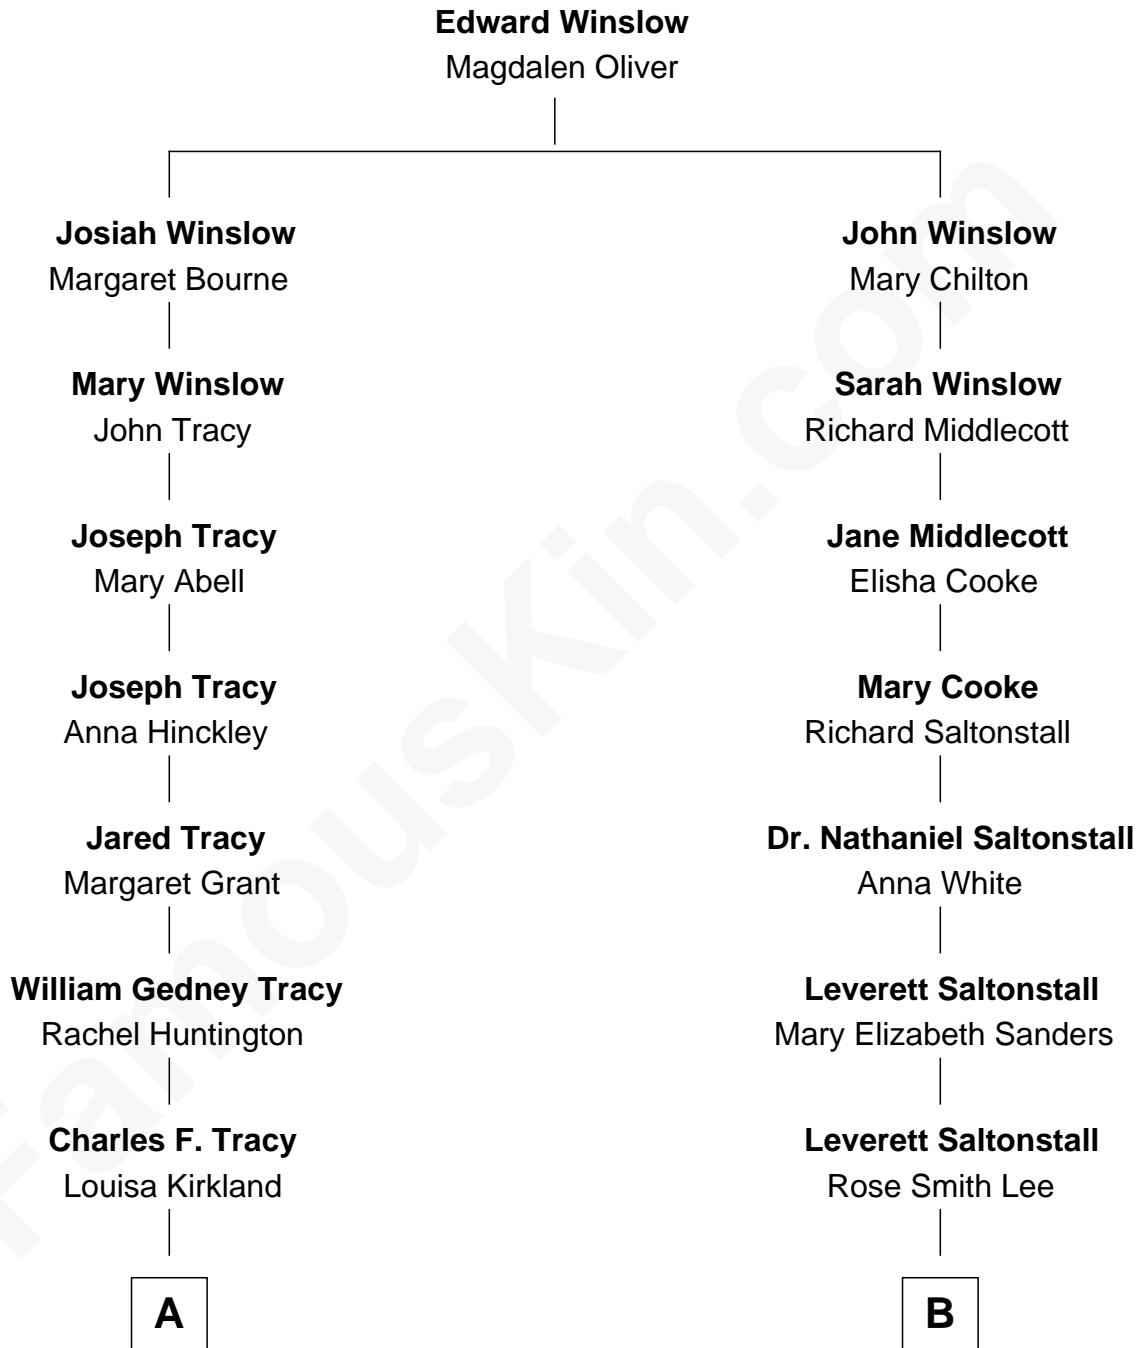 Edward Winslow
Magdalen Oliver
Josiah Winslow
Margaret Bourne
John Winslow
Mary Chilton
Mary Winslow
John Tracy
Sarah Winslow
Richard Middlecott
Joseph Tracy
Mary Abell
Jane Middlecott
Elisha Cooke
Joseph Tracy
Anna Hinckley
Mary Cooke
Richard Saltonstall
Jared Tracy
Margaret Grant
Dr. Nathaniel Saltonstall
Anna White
William Gedney Tracy
Rachel Huntington
Leverett Saltonstall
Mary Elizabeth Sanders
Charles F. Tracy
Louisa Kirkland
Leverett Saltonstall
Rose Smith Lee
A
B
FamousKin.com